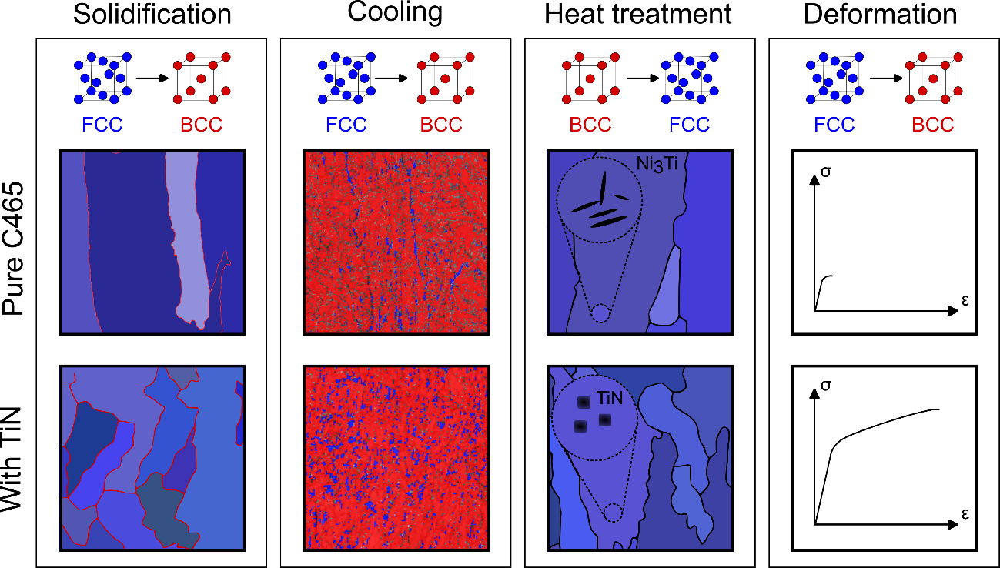 Solidification
Cooling
Heat treatment
Deformation
FCC
BCC
FCC
BCC
BCC
FCC
FCC
BCC
Pure C465
Ni3Ti
σ
ε
With TiN
TiN
σ
ε